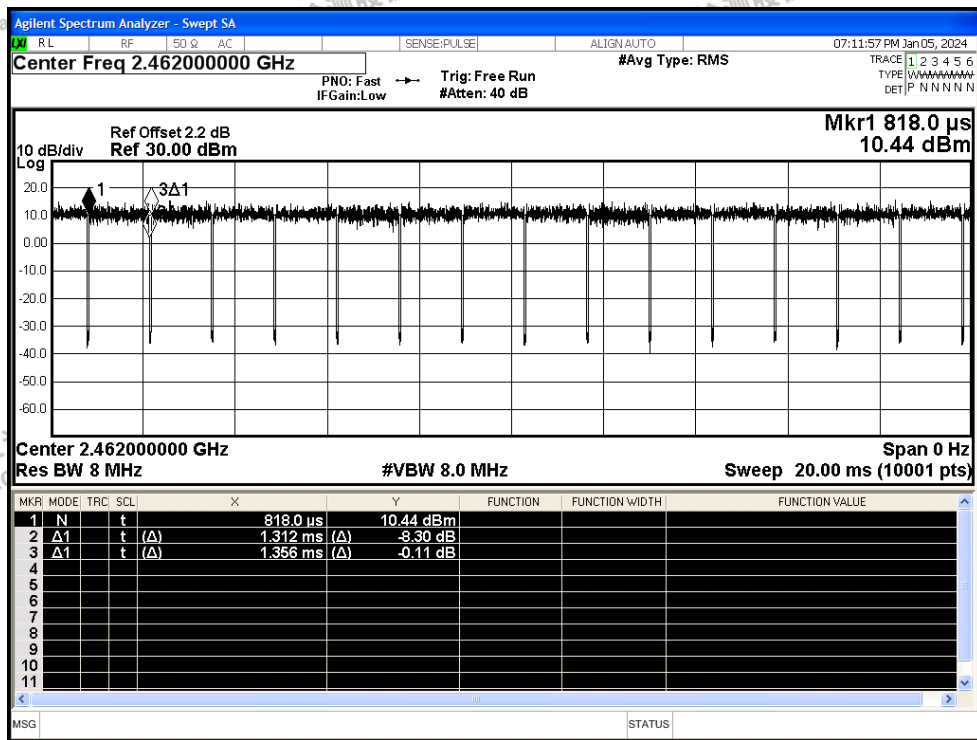 Agilent Spectrum Analyzer - Swept SA
LXI RL RF 50 Ω AC SENSE:PULSE ALIGN AUTO 07:11:57 PM Jan 05, 2024
Center Freq 2.462000000 GHz
#Avg Type: RMS
TRACE 1 2 3 4 5 6
PNO: Fast Trig: Free Run
TYPE
IFGain:Low #Atten: 40 dB
DET P N N N N N
Mkr1 818.0 µs
Ref Offset 2.2 dB
10 dB/div Ref 30.00 dBm 10.44 dBm
Log
20.0
1 3Δ1
10.0
0.00
-10.0
-20.0
-30.0
-40.0
-50.0
-60.0
Center 2.462000000 GHz Span 0 Hz
Res BW 8 MHz #VBW 8.0 MHz Sweep 20.00 ms (10001 pts)
MKR MODE TRC SCL X Y FUNCTION FUNCTION WIDTH FUNCTION VALUE
1 N t 818.0 µs 10.44 dBm
2 Δ1 t (Δ) 1.312 ms (Δ) -8.30 dB
3 Δ1 t (Δ) 1.356 ms (Δ) -0.11 dB
4
5
6
7
8
9
10
11
MSG STATUS